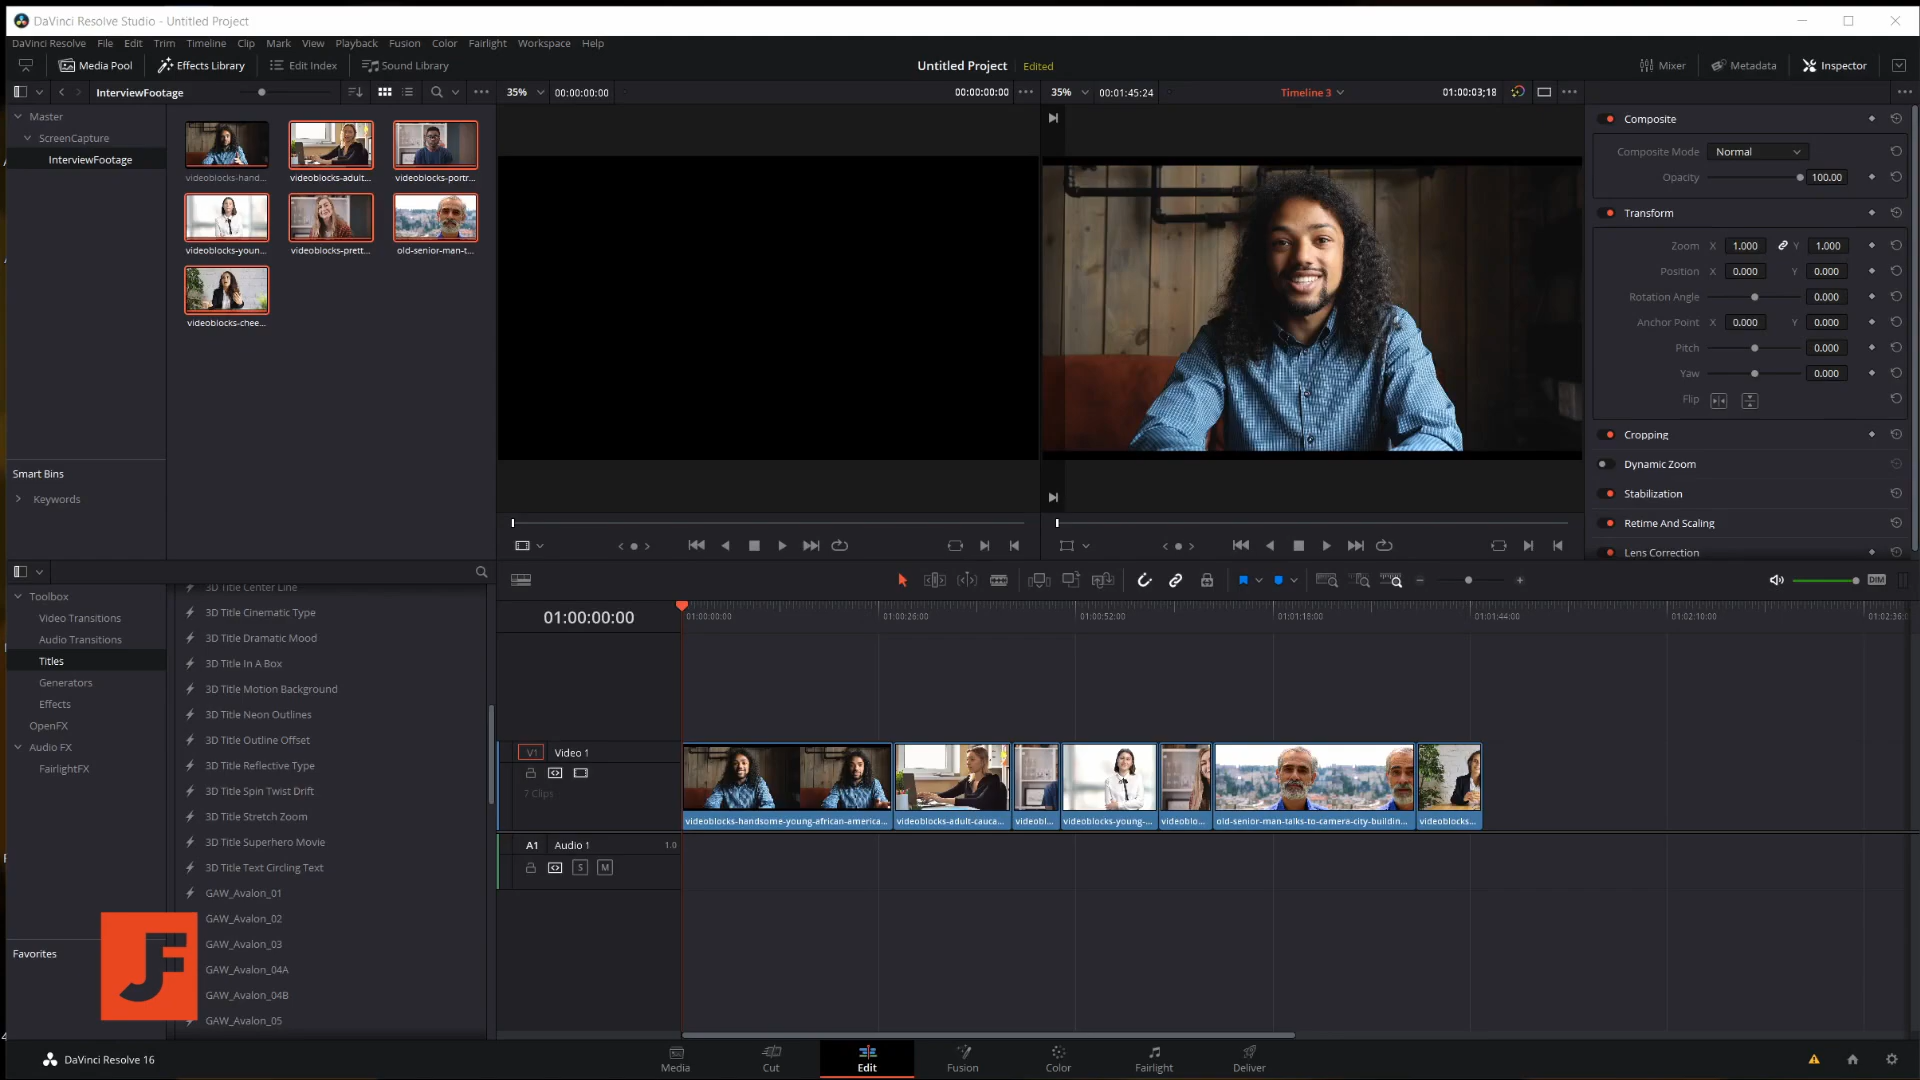 DaVinci Resolve Studio - Untitled Project
DaVinci Resolve File Edit Trim Timeline Clip Mark View Playback Fusion Color Fairlight Workspace Help
Media Pool Effects Library Edit Index Sound Library Untitled Project Edited Mixer Metadata Inspector
InterviewFootage 35% 00:00:00:00 00:00:00:00 35% 00:01:45:24 Timeline 3 01:00:03;18
Master
ScreenCapture
InterviewFootage
videoblocks-hand... videoblocks-adult... videoblocks-portr...
videoblocks-youn... videoblocks-prett... old-senior-man-t...
videoblocks-chee...
Smart Bins
Keywords
Composite
Composite Mode Normal
Opacity 100.00
Transform
Zoom X 1.000 Y 1.000
Position X 0.000 Y 0.000
Rotation Angle 0.000
Anchor Point X 0.000 Y 0.000
Pitch 0.000
Yaw 0.000
Flip
Cropping
Dynamic Zoom
Stabilization
Retime And Scaling
Lens Correction
Toolbox
Video Transitions
Audio Transitions
Titles
Generators
Effects
OpenFX
Audio FX
FairlightFX
Favorites
3D Title Center Line
3D Title Cinematic Type
3D Title Dramatic Mood
3D Title In A Box
3D Title Motion Background
3D Title Neon Outlines
3D Title Outline Offset
3D Title Reflective Type
3D Title Spin Twist Drift
3D Title Stretch Zoom
3D Title Superhero Movie
3D Title Text Circling Text
GAW_Avalon_01
GAW_Avalon_02
GAW_Avalon_03
GAW_Avalon_04A
GAW_Avalon_04B
GAW_Avalon_05
JF
DIM
01:00:00:00 01:00:00:00 01:00:26:00 01:00:52:00 01:01:18:00 01:01:44:00 01:02:10:00 01:02:36:
V1 Video 1
7 Clips
videoblocks-handsome-young-african-america... videoblocks-adult-cauca... videobl... videoblocks-young-... videoblo... old-senior-man-talks-to-camera-city-buildin... videoblocks...
A1 Audio 1 1.0
S M
DaVinci Resolve 16 Media Cut Edit Fusion Color Fairlight Deliver